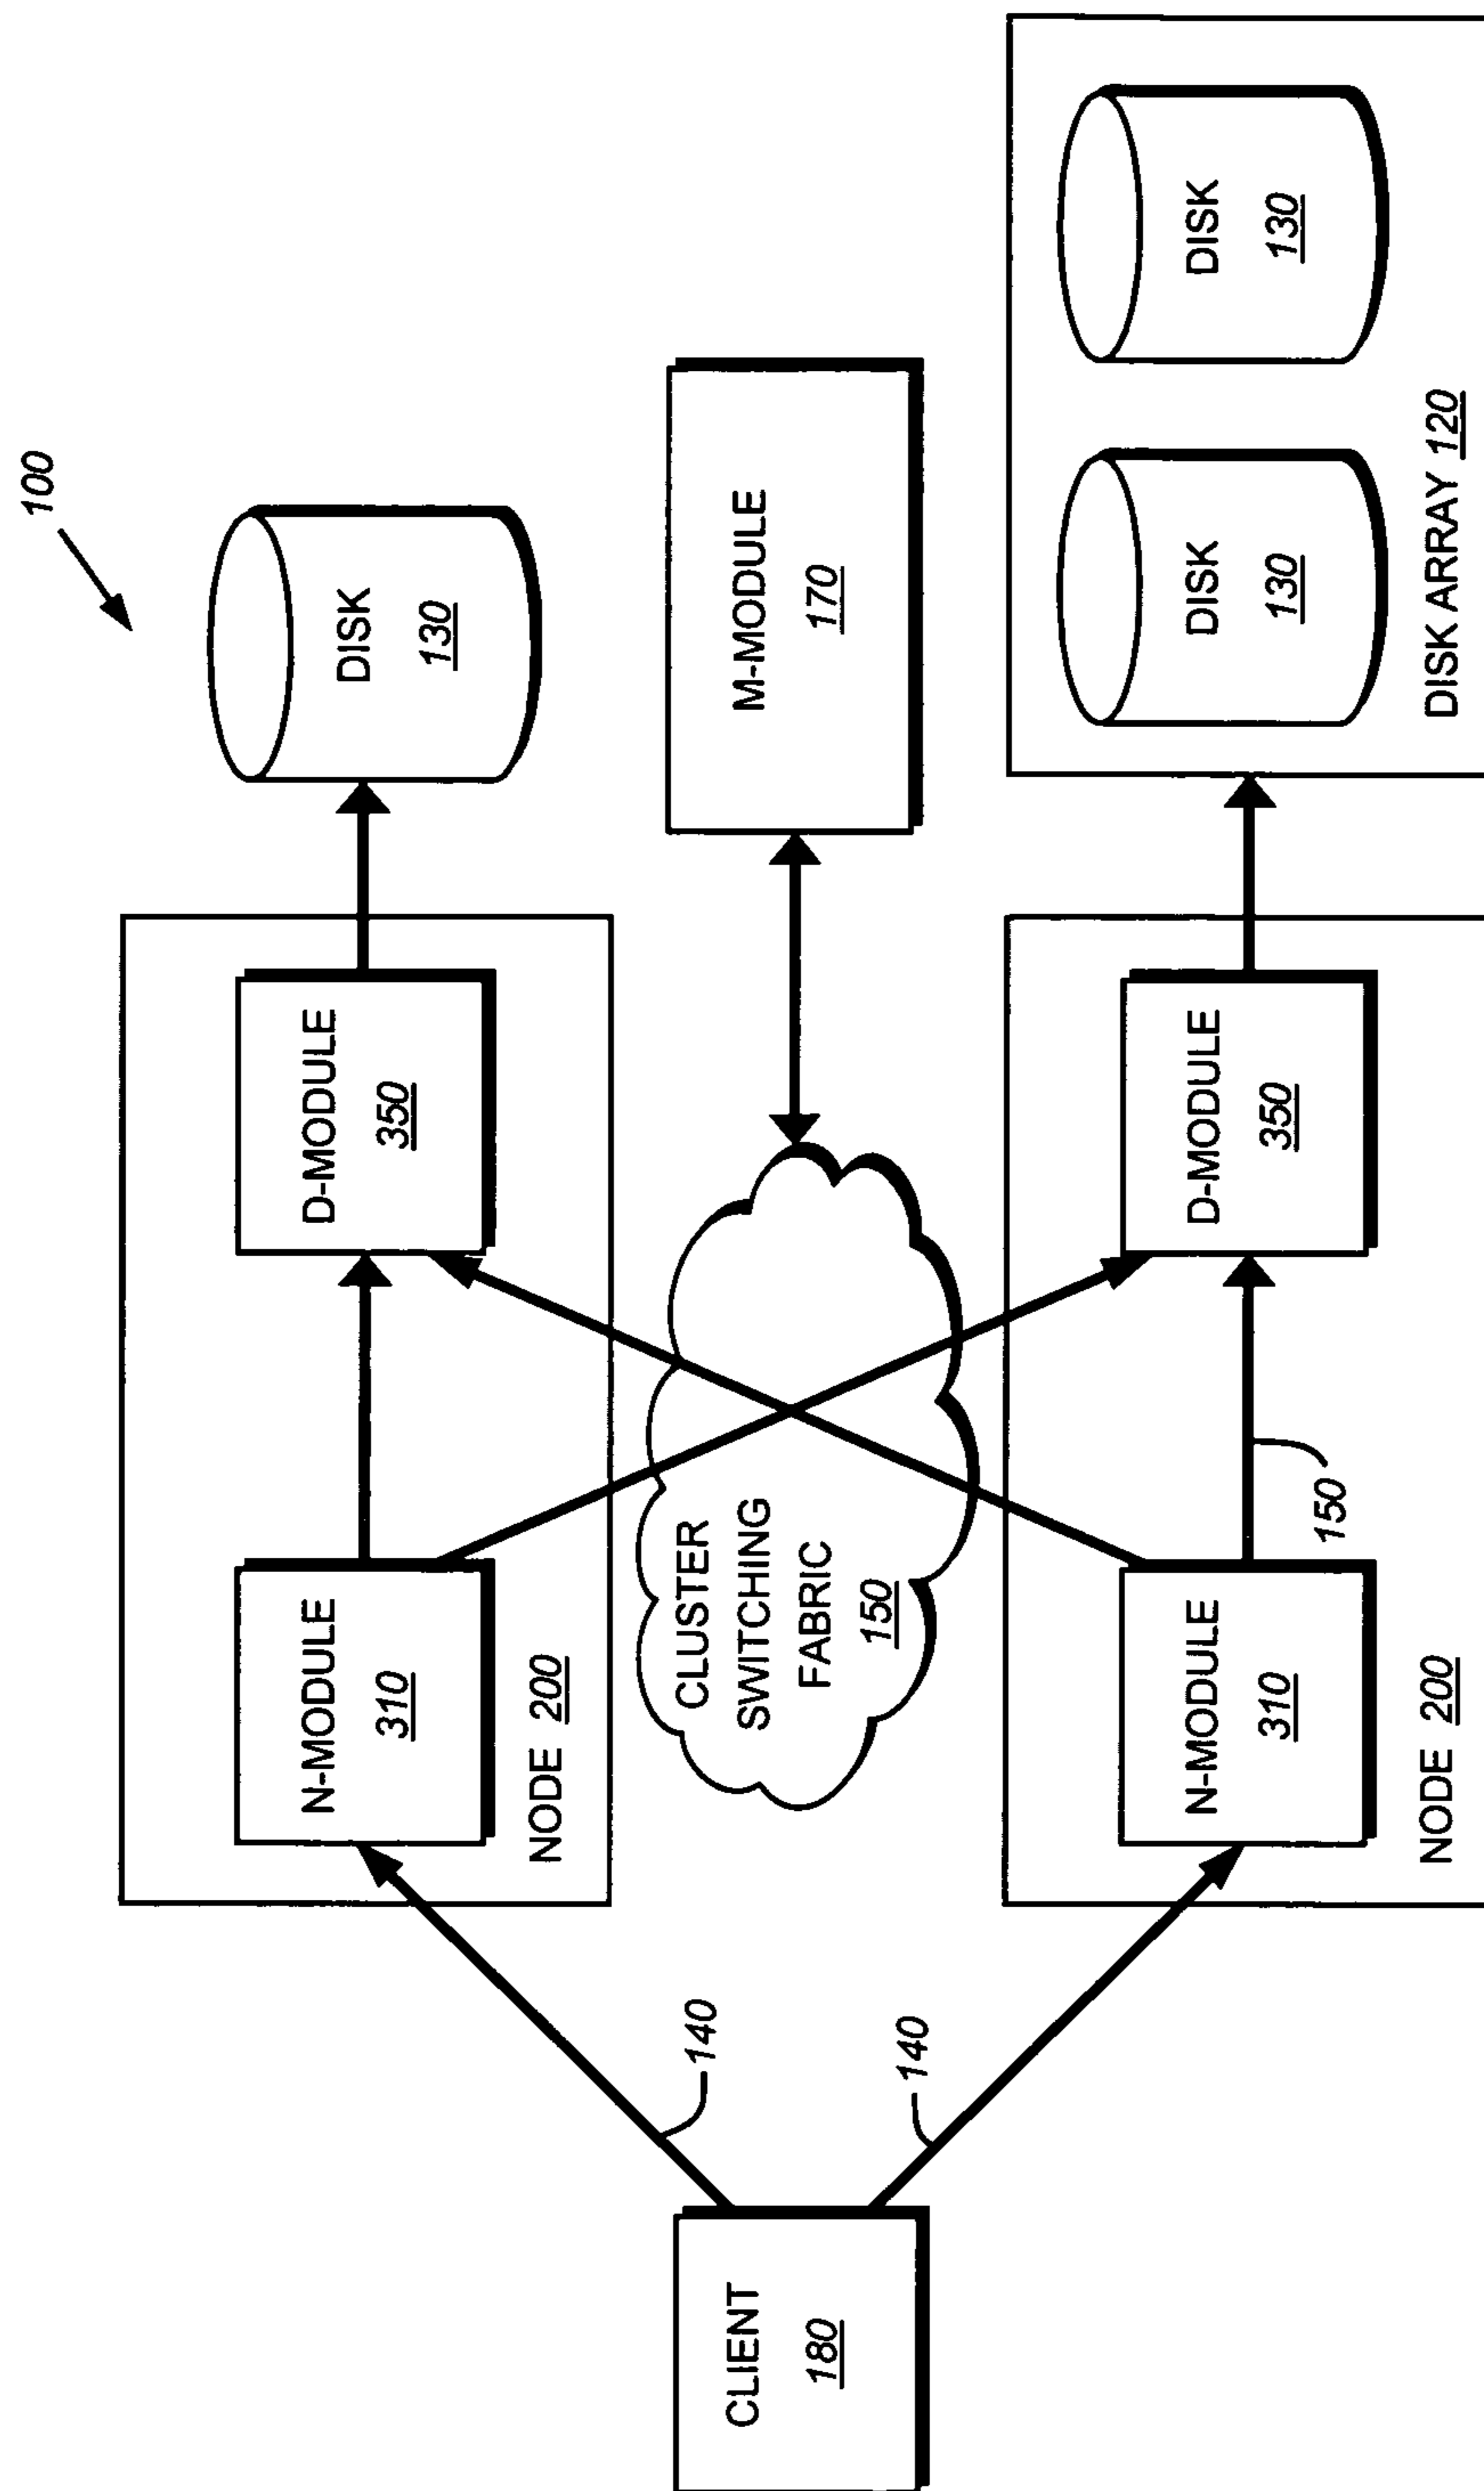 100
CLIENT
180
140
140
N-MODULE
310
D-MODULE
350
NODE 200
DISK
130
CLUSTER
SWITCHING
FABRIC
150
M-MODULE
170
N-MODULE
310
150
D-MODULE
350
NODE 200
DISK
130
DISK
130
DISK ARRAY 120